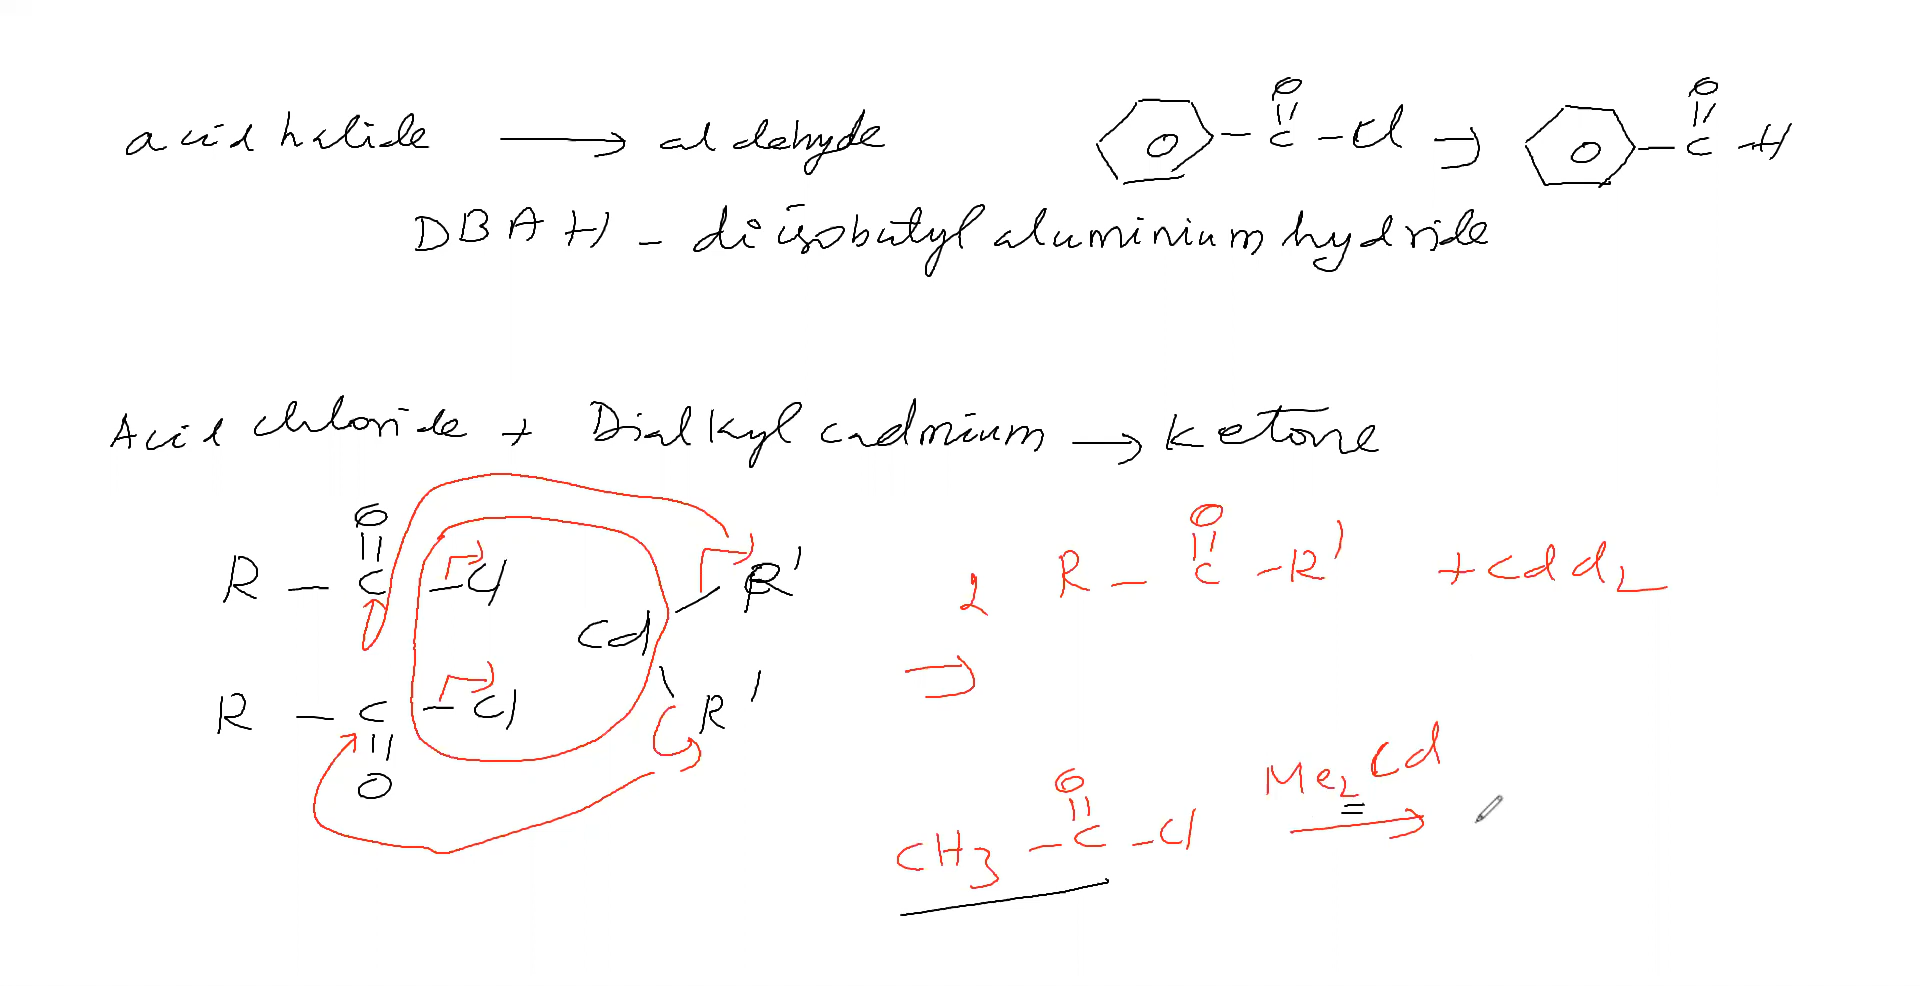 acid halide ⟶ aldehyde
O O
|| ||
⌬ – C – Cl → ⌬ – C – H
DBAH – diisobutyl aluminium hydride
Acid chloride + Dialkyl cadmium → Ketone
O O
|| ||
R – C – Cl R' 2 R – C – R' + CdCl2
Cd →
R – C – Cl R'
||
O
O Me2Cd
||
CH3 – C – Cl ⟶